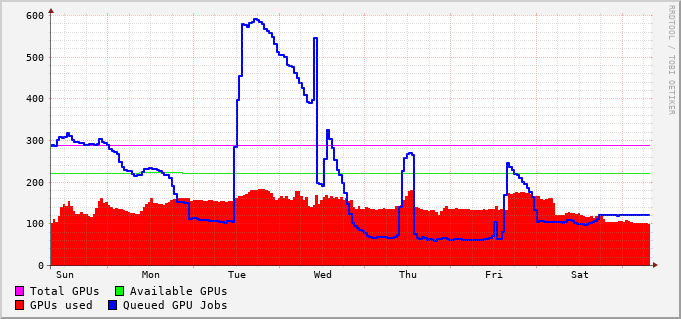 600
500
400
300
200
100
0
Sun Mon Tue Wed Thu Fri Sat
Total GPUs Available GPUs
GPUs used Queued GPU Jobs
RRDTOOL / TOBI OETIKER